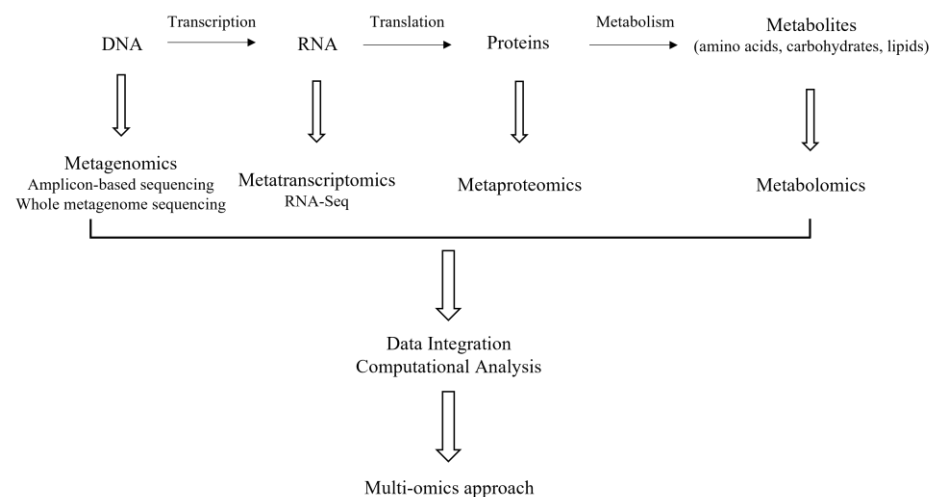 Transcription
Translation
Metabolism
DNA
RNA
Proteins
Metabolites
(amino acids, carbohydrates, lipids)
Metagenomics
Amplicon-based sequencing
Whole metagenome sequencing
Metatranscriptomics
RNA-Seq
Metaproteomics
Metabolomics
Data Integration
Computational Analysis
Multi-omics approach